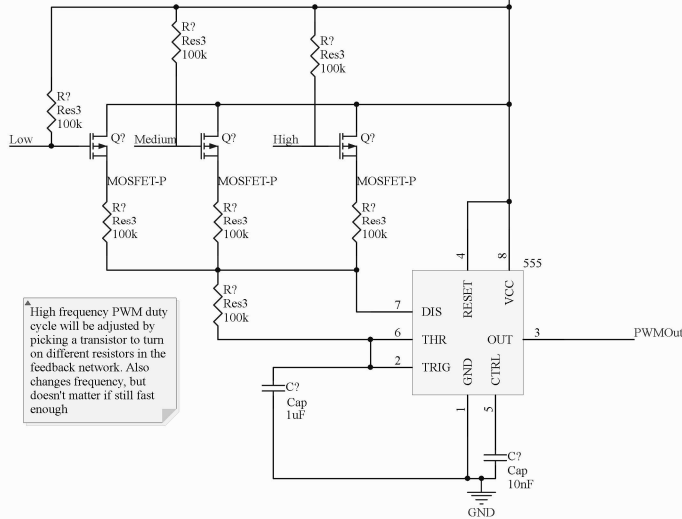 R?
Res3
100k
R?
Res3
100k
R?
Res3
100k
Low
Q?
Medium
Q?
High
Q?
MOSFET-P
MOSFET-P
MOSFET-P
R?
Res3
100k
R?
Res3
100k
R?
Res3
100k
4
8
555
RESET
VCC
R?
Res3
100k
7
DIS
6
THR
OUT
3
PWMOut
2
TRIG
GND
CTRL
1
5
High frequency PWM duty
cycle will be adjusted by
picking a transistor to turn
on different resistors in the
feedback network. Also
changes frequency, but
doesn't matter if still fast
enough
C?
Cap
1uF
C?
Cap
10nF
GND